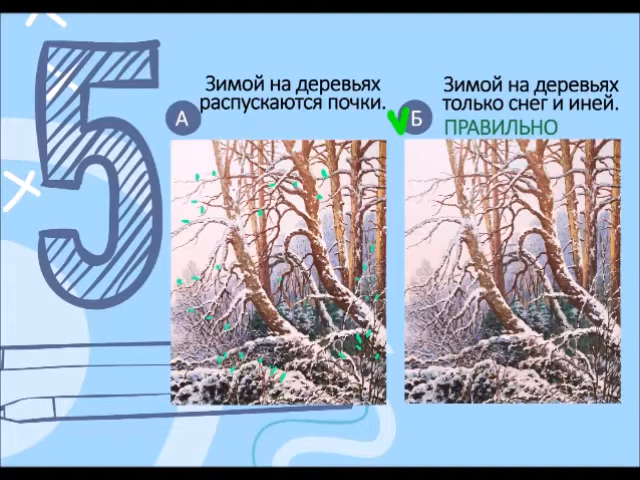 5
Зимой на деревьях
распускаются почки.
А
Зимой на деревьях
только снег и иней.
Б
ПРАВИЛЬНО